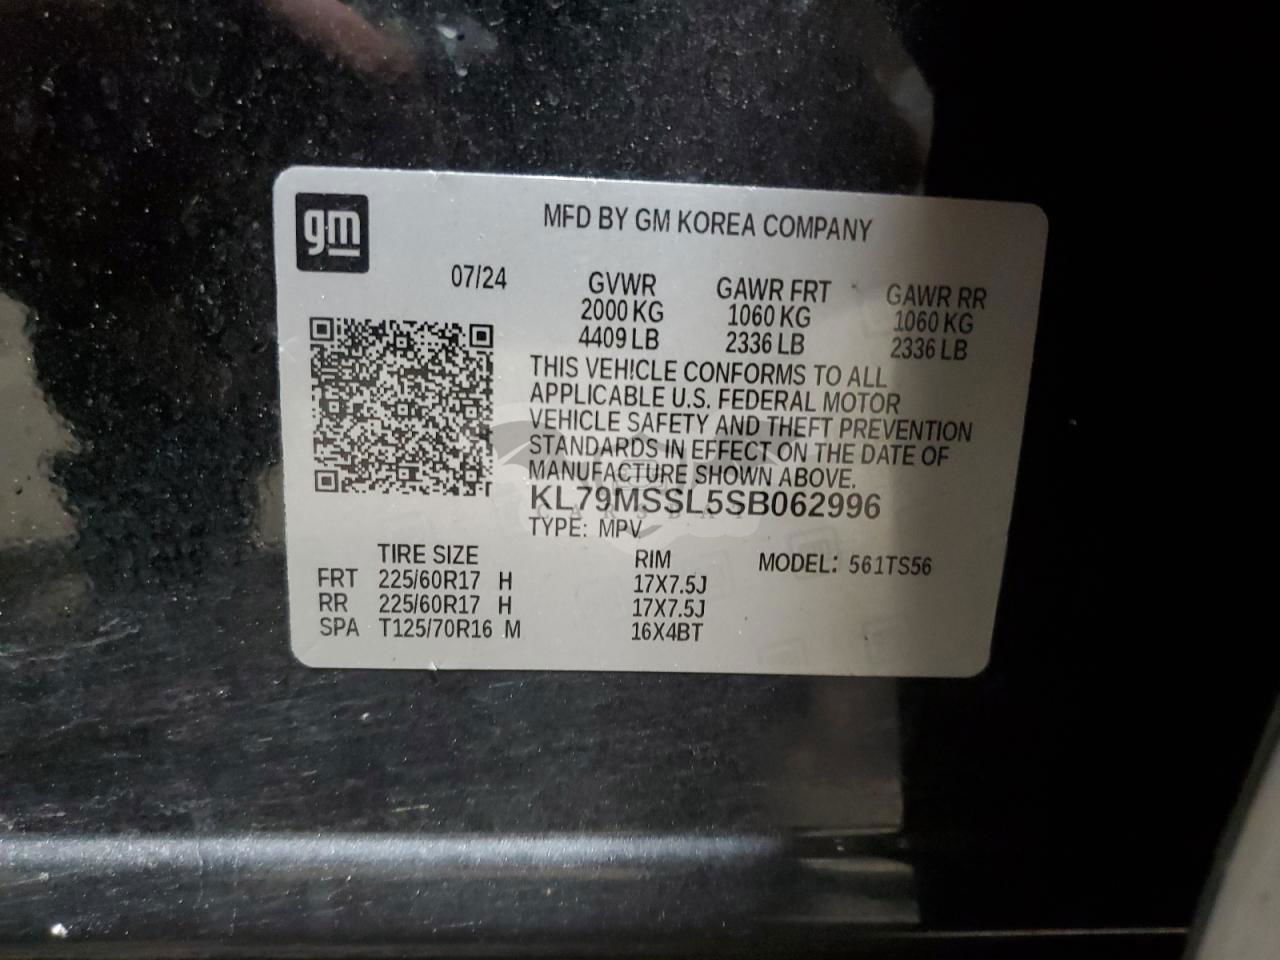 gm
MFD BY GM KOREA COMPANY
07/24
GVWR GAWR FRT GAWR RR
2000 KG 1060 KG 1060 KG
4409 LB 2336 LB 2336 LB
THIS VEHICLE CONFORMS TO ALL
APPLICABLE U.S. FEDERAL MOTOR
VEHICLE SAFETY AND THEFT PREVENTION
STANDARDS IN EFFECT ON THE DATE OF
MANUFACTURE SHOWN ABOVE.
KL79MSSL5SB062996
TYPE: MPV
TIRE SIZE RIM MODEL: 561TS56
FRT 225/60R17 H 17X7.5J
RR 225/60R17 H 17X7.5J
SPA T125/70R16 M 16X4BT